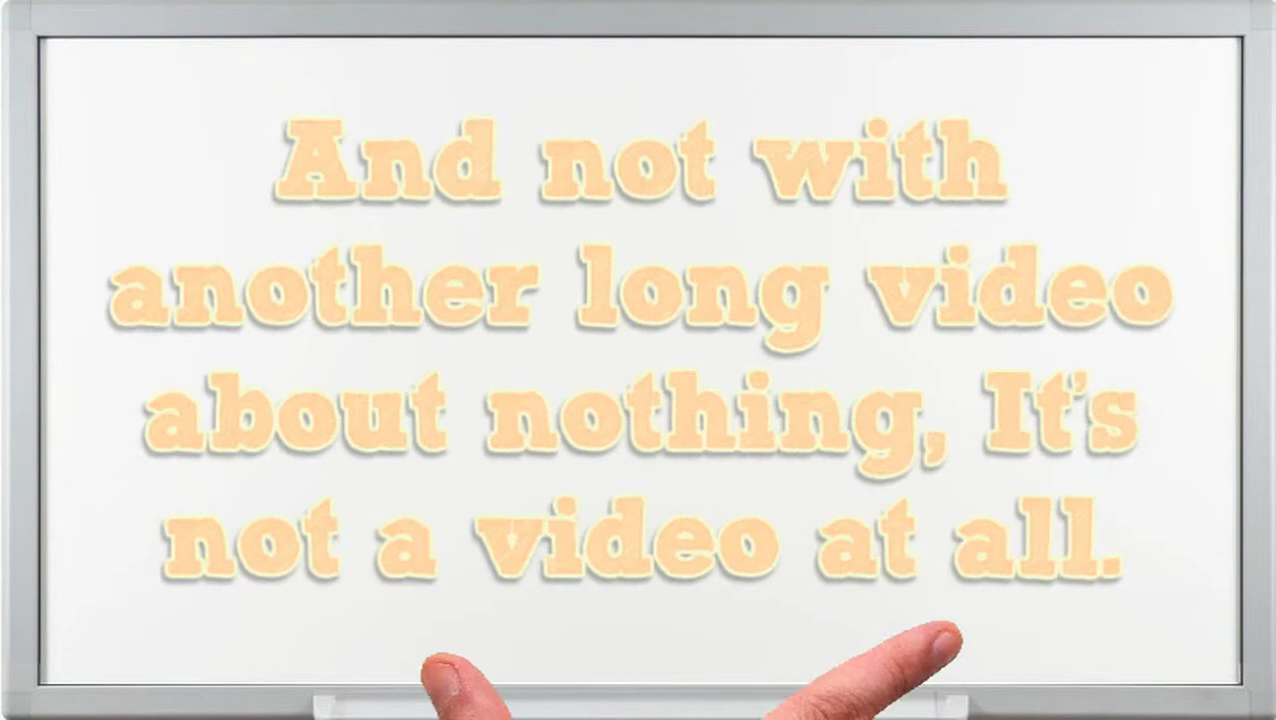 And not with
another long video
about nothing, It's
not a video at all.